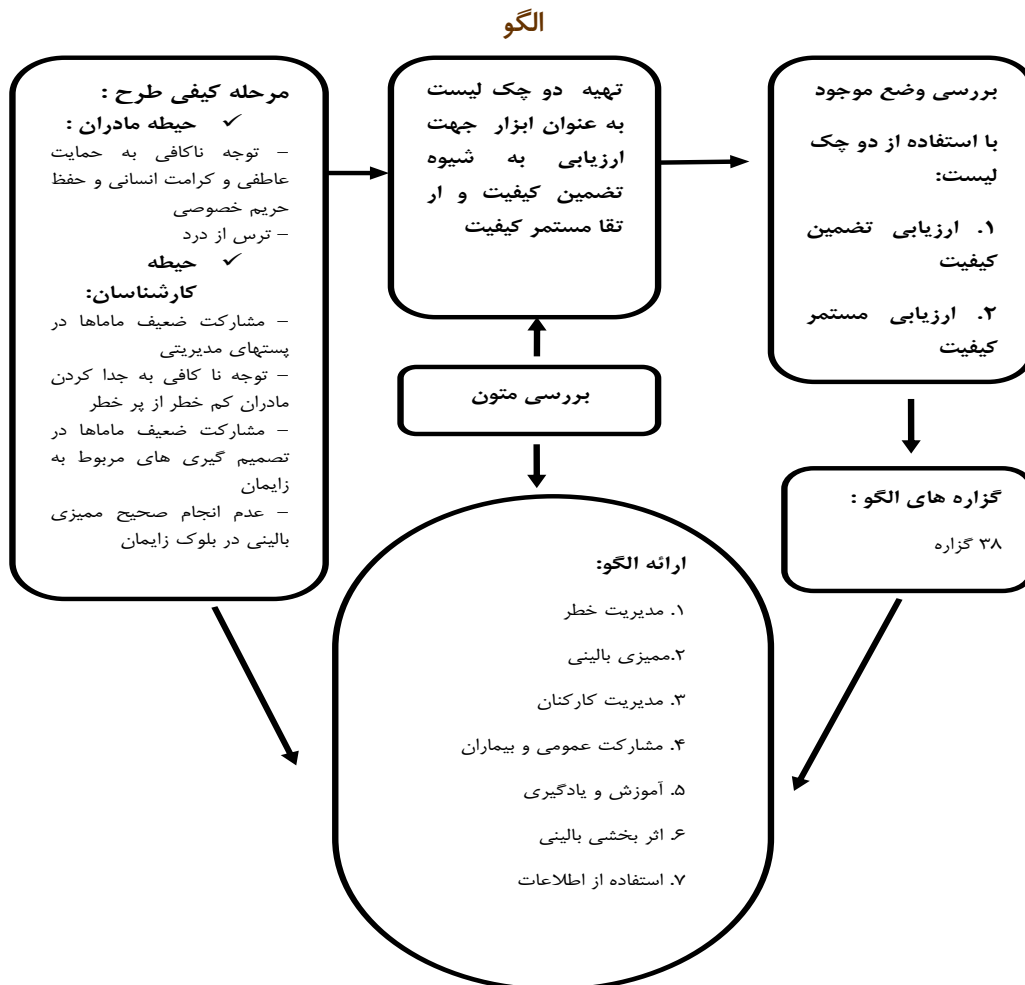 الگو
مرحله کیفی طرح :
✓ حیطه مادران :
– توجه ناکافی به حمایت
عاطفی و کرامت انسانی و حفظ
حریم خصوصی
– ترس از درد
✓ حیطه
کارشناسان:
– مشارکت ضعیف ماماها در
پستهای مدیریتی
– توجه نا کافی به جدا کردن
مادران کم خطر از پر خطر
– مشارکت ضعیف ماماها در
تصمیم گیری های مربوط به
زایمان
– عدم انجام صحیح ممیزی
بالینی در بلوک زایمان
تهیه دو چک لیست
به عنوان ابزار جهت
ارزیابی به شیوه
تضمین کیفیت و ار
تقا مستمر کیفیت
بررسی وضع موجود
با استفاده از دو چک
لیست:
۱. ارزیابی تضمین
کیفیت
۲. ارزیابی مستمر
کیفیت
بررسی متون
گزاره های الگو :
۳۸ گزاره
ارائه الگو:
۱. مدیریت خطر
۲.ممیزی بالینی
۳. مدیریت کارکنان
۴. مشارکت عمومی و بیماران
۵. آموزش و یادگیری
۶. اثر بخشی بالینی
۷. استفاده از اطلاعات